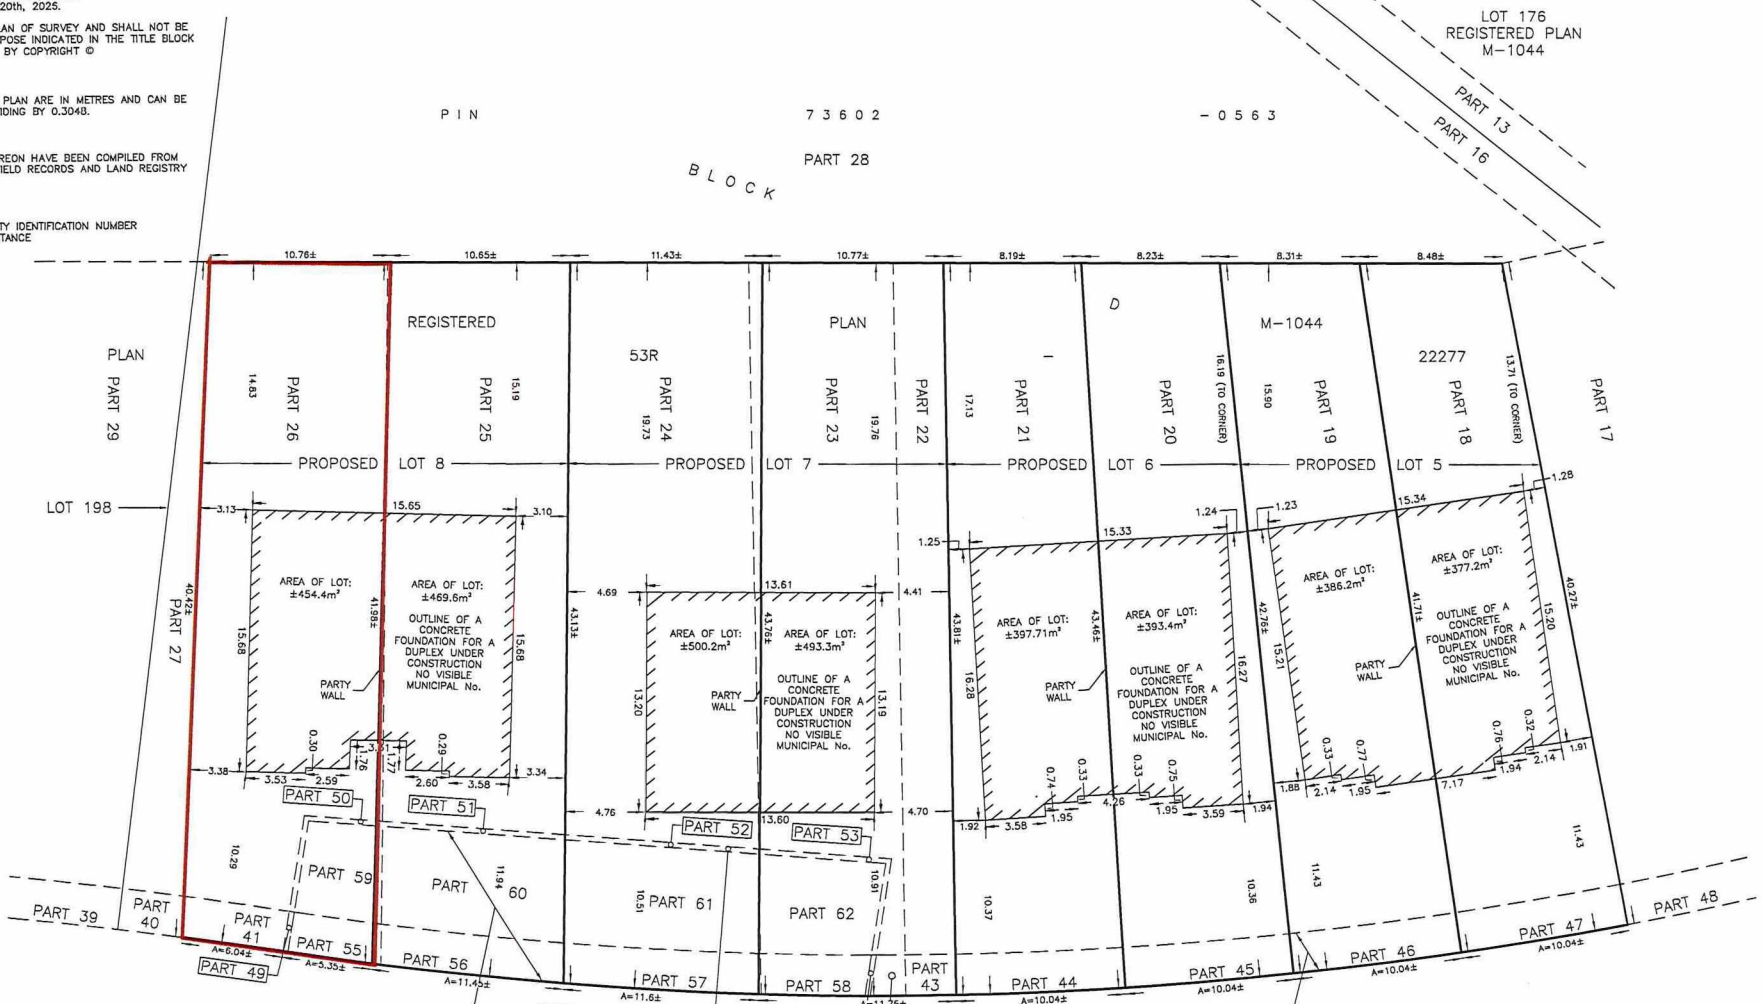 20th, 2025.
AN OF SURVEY AND SHALL NOT BE
POSE INDICATED IN THE TITLE BLOCK
BY COPYRIGHT ©
PLAN ARE IN METRES AND CAN BE
IDING BY 0.3048.
REON HAVE BEEN COMPILED FROM
IELD RECORDS AND LAND REGISTRY
TY IDENTIFICATION NUMBER
TANCE
LOT 176
REGISTERED PLAN
M-1044
PART 13
PART 16
PIN 73602 -0563
PART 28
BLOCK
10.76±
10.65±
11.43±
10.77±
8.19±
8.23±
8.31±
8.48±
D
REGISTERED
PLAN
M-1044
PLAN
53R
-
22277
PART 29
14.83
PART 26
PART 25
15.19
PART 24
19.73
PART 23
19.76
PART 22
17.13
PART 21
PART 20
16.19 (TO CORNER)
15.90
PART 19
PART 18
13.71 (TO CORNER)
PART 17
PROPOSED LOT 8
PROPOSED LOT 7
PROPOSED LOT 6
PROPOSED LOT 5
LOT 198
3.13
15.65
3.10
1.25
15.33
1.24
1.23
15.34
1.28
40.42±
PART 27
15.68
AREA OF LOT:
±454.4m²
41.98±
PARTY
WALL
AREA OF LOT:
±469.6m²
OUTLINE OF A
CONCRETE
FOUNDATION FOR A
DUPLEX UNDER
CONSTRUCTION
NO VISIBLE
MUNICIPAL No.
15.68
43.13±
4.69
13.61
4.41
AREA OF LOT:
±500.2m²
13.20
PARTY
WALL
43.76±
AREA OF LOT:
±493.3m²
OUTLINE OF A
CONCRETE
FOUNDATION FOR A
DUPLEX UNDER
CONSTRUCTION
NO VISIBLE
MUNICIPAL No.
13.19
43.81±
AREA OF LOT:
±397.71m²
16.28
PARTY
WALL
43.46±
AREA OF LOT:
±393.4m²
OUTLINE OF A
CONCRETE
FOUNDATION FOR A
DUPLEX UNDER
CONSTRUCTION
NO VISIBLE
MUNICIPAL No.
16.27
42.76±
15.21
AREA OF LOT:
±386.2m²
PARTY
WALL
41.71±
AREA OF LOT:
±377.2m²
OUTLINE OF A
CONCRETE
FOUNDATION FOR A
DUPLEX UNDER
CONSTRUCTION
NO VISIBLE
MUNICIPAL No.
15.20
40.27±
3.38
3.53
0.30
2.59
1.76
1.77
2.60
0.29
3.58
3.34
4.76
13.60
4.70
1.92
3.58
0.74
1.95
0.33
4.26
0.33
1.95
0.75
3.59
1.94
1.88
2.14
0.33
1.95
0.77
7.17
0.76
1.94
0.32
2.14
1.91
PART 50
PART 51
PART 52
PART 53
10.29
PART 59
PART 60
11.94
10.51
PART 61
PART 62
10.91
10.37
10.36
11.43
11.43
PART 39
PART 40
PART 41
PART 55
PART 56
PART 57
PART 58
PART 43
PART 44
PART 45
PART 46
PART 47
PART 48
PART 49
A=6.04±
A=5.35±
A=11.45±
A=11.6±
A=10.04±
A=10.04±
A=10.04±
A=10.04±